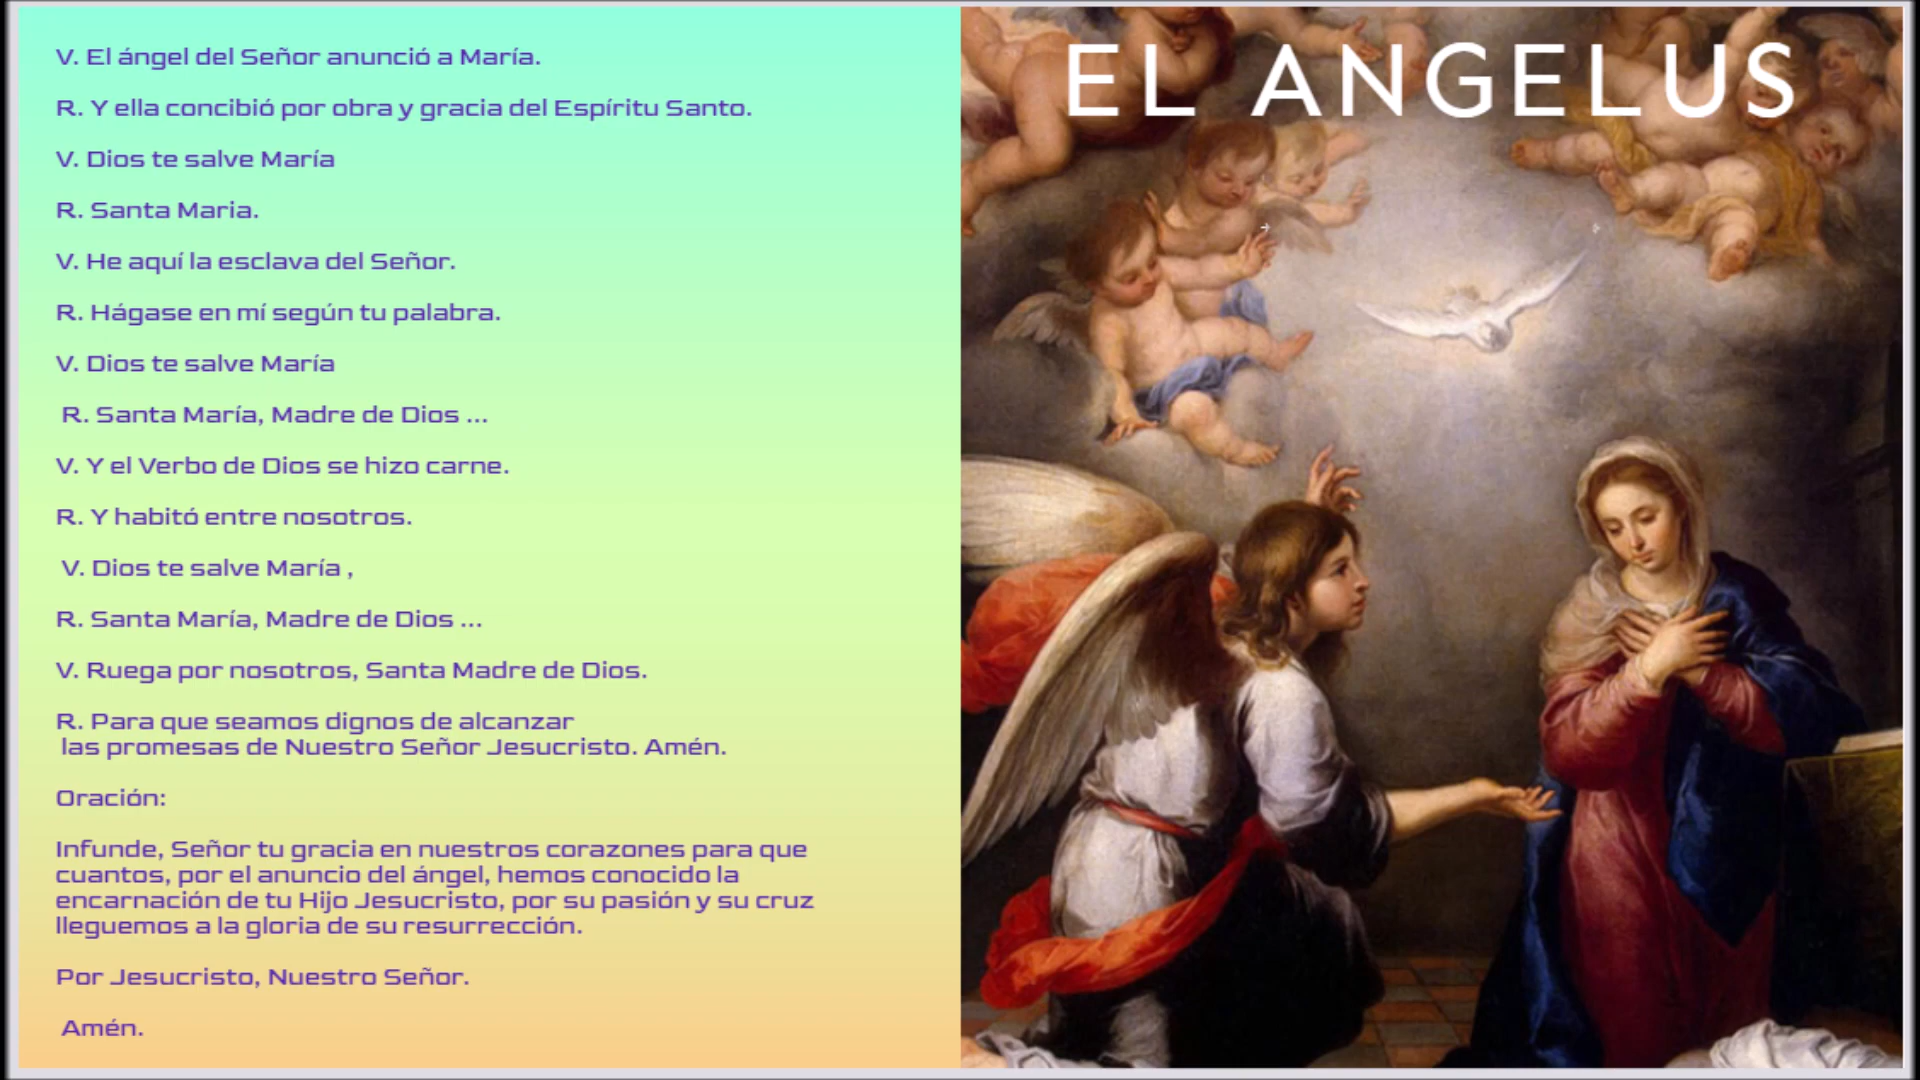 V. El ángel del Señor anunció a María.
R. Y ella concibió por obra y gracia del Espíritu Santo.
V. Dios te salve María
R. Santa Maria.
V. He aquí la esclava del Señor.
R. Hágase en mí según tu palabra.
V. Dios te salve María
R. Santa María, Madre de Dios ...
V. Y el Verbo de Dios se hizo carne.
R. Y habitó entre nosotros.
V. Dios te salve María ,
R. Santa María, Madre de Dios ...
V. Ruega por nosotros, Santa Madre de Dios.
R. Para que seamos dignos de alcanzar
las promesas de Nuestro Señor Jesucristo. Amén.
Oración:
Infunde, Señor tu gracia en nuestros corazones para que
cuantos, por el anuncio del ángel, hemos conocido la
encarnación de tu Hijo Jesucristo, por su pasión y su cruz
lleguemos a la gloria de su resurrección.
Por Jesucristo, Nuestro Señor.
Amén.
EL ANGELUS